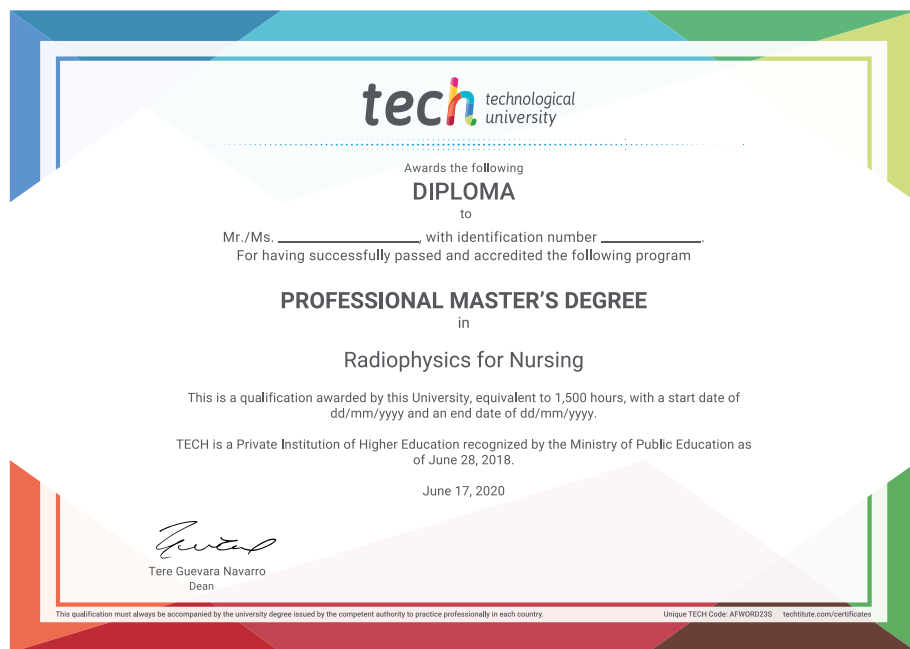 tech technological
university
Awards the following
DIPLOMA
to
Mr./Ms. ____________________, with identification number ______________.
For having successfully passed and accredited the following program
PROFESSIONAL MASTER'S DEGREE
in
Radiophysics for Nursing
This is a qualification awarded by this University, equivalent to 1,500 hours, with a start date of
dd/mm/yyyy and an end date of dd/mm/yyyy.
TECH is a Private Institution of Higher Education recognized by the Ministry of Public Education as
of June 28, 2018.
June 17, 2020
Tere Guevara Navarro
Dean
This qualification must always be accompanied by the university degree issued by the competent authority to practice professionally in each country. Unique TECH Code: AFWORD23S techtitute.com/certificates